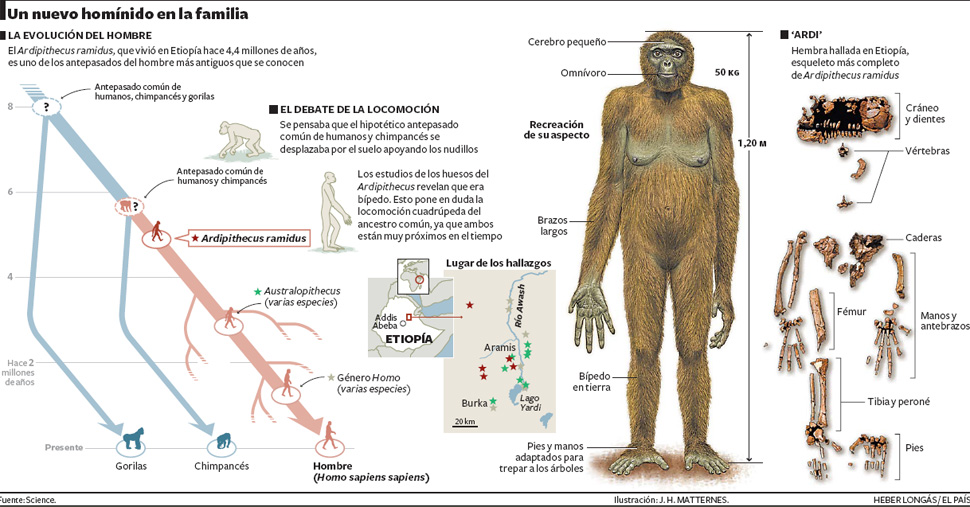 Un nuevo homínido en la familia
LA EVOLUCIÓN DEL HOMBRE
El Ardipithecus ramidus, que vivió en Etiopía hace 4,4 millones de años,
es uno de los antepasados del hombre más antiguos que se conocen
8
?
Antepasado común de
humanos, chimpancés y gorilas
6
Antepasado común de
humanos y chimpancés
?
★ Ardipithecus ramidus
4
★ Australopithecus
(varias especies)
Hace 2
millones
de años
★ Género Homo
(varias especies)
Presente
Gorilas
Chimpancés
Hombre
(Homo sapiens sapiens)
EL DEBATE DE LA LOCOMOCIÓN
Se pensaba que el hipotético antepasado
común de humanos y chimpancés se
desplazaba por el suelo apoyando los nudillos
Los estudios de los huesos del
Ardipithecus revelan que era
bípedo. Esto pone en duda la
locomoción cuadrúpeda del
ancestro común, ya que ambos
están muy próximos en el tiempo
Lugar de los hallazgos
Addis
Abeba
ETIOPÍA
Río Awash
Aramis
Burka
Lago
Yardi
20 km
Cerebro pequeño
Omnívoro
50 KG
Recreación
de su aspecto
1,20 M
Brazos
largos
Bípedo
en tierra
Pies y manos
adaptados para
trepar a los árboles
‘ARDI’
Hembra hallada en Etiopía,
esqueleto más completo
de Ardipithecus ramidus
Cráneo
y dientes
Vértebras
Caderas
Fémur
Manos y
antebrazos
Tibia y peroné
Pies
Fuente: Science.
Ilustración: J. H. MATTERNES.
HEBER LONGÁS / EL PAÍS